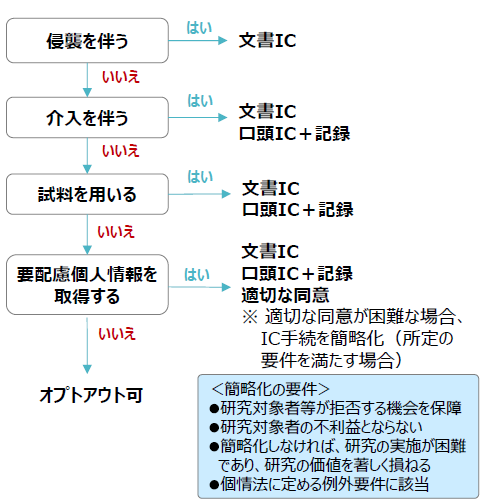 侵襲を伴う
はい
文書IC
いいえ
介入を伴う
はい
文書IC
口頭IC+記録
いいえ
試料を用いる
はい
文書IC
口頭IC+記録
いいえ
要配慮個人情報を
取得する
はい
文書IC
口頭IC+記録
適切な同意
※ 適切な同意が困難な場合、
IC手続を簡略化(所定の
要件を満たす場合)
いいえ
オプトアウト可
<簡略化の要件>
●研究対象者等が拒否する機会を保障
●研究対象者の不利益とならない
●簡略化しなければ、研究の実施が困難
であり、研究の価値を著しく損ねる
●個情法に定める例外要件に該当